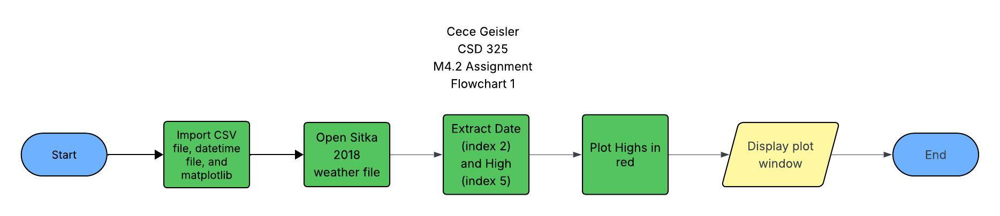 Cece Geisler
CSD 325
M4.2 Assignment
Flowchart 1
Start
Import CSV
file, datetime
file, and
matplotlib
Open Sitka
2018
weather file
Extract Date
(index 2)
and High
(index 5)
Plot Highs in
red
Display plot
window
End